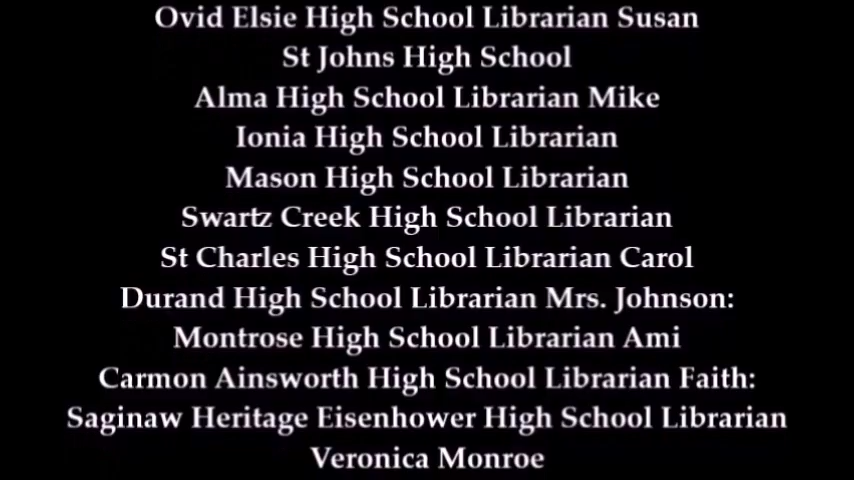 Ovid Elsie High School Librarian Susan
St Johns High School
Alma High School Librarian Mike
Ionia High School Librarian
Mason High School Librarian
Swartz Creek High School Librarian
St Charles High School Librarian Carol
Durand High School Librarian Mrs. Johnson:
Montrose High School Librarian Ami
Carmon Ainsworth High School Librarian Faith:
Saginaw Heritage Eisenhower High School Librarian
Veronica Monroe